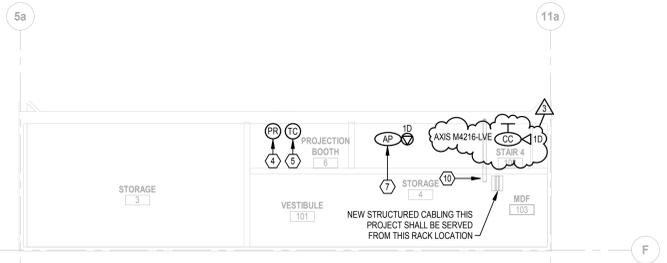 5a
11a
3
PR
TC
PROJECTION
BOOTH
6
4
5
AP
1D
7
AXIS M4216-LVE
CC
1D
STAIR 4
10
STORAGE
4
STORAGE
3
VESTIBULE
101
MDF
103
NEW STRUCTURED CABLING THIS
PROJECT SHALL BE SERVED
FROM THIS RACK LOCATION
F